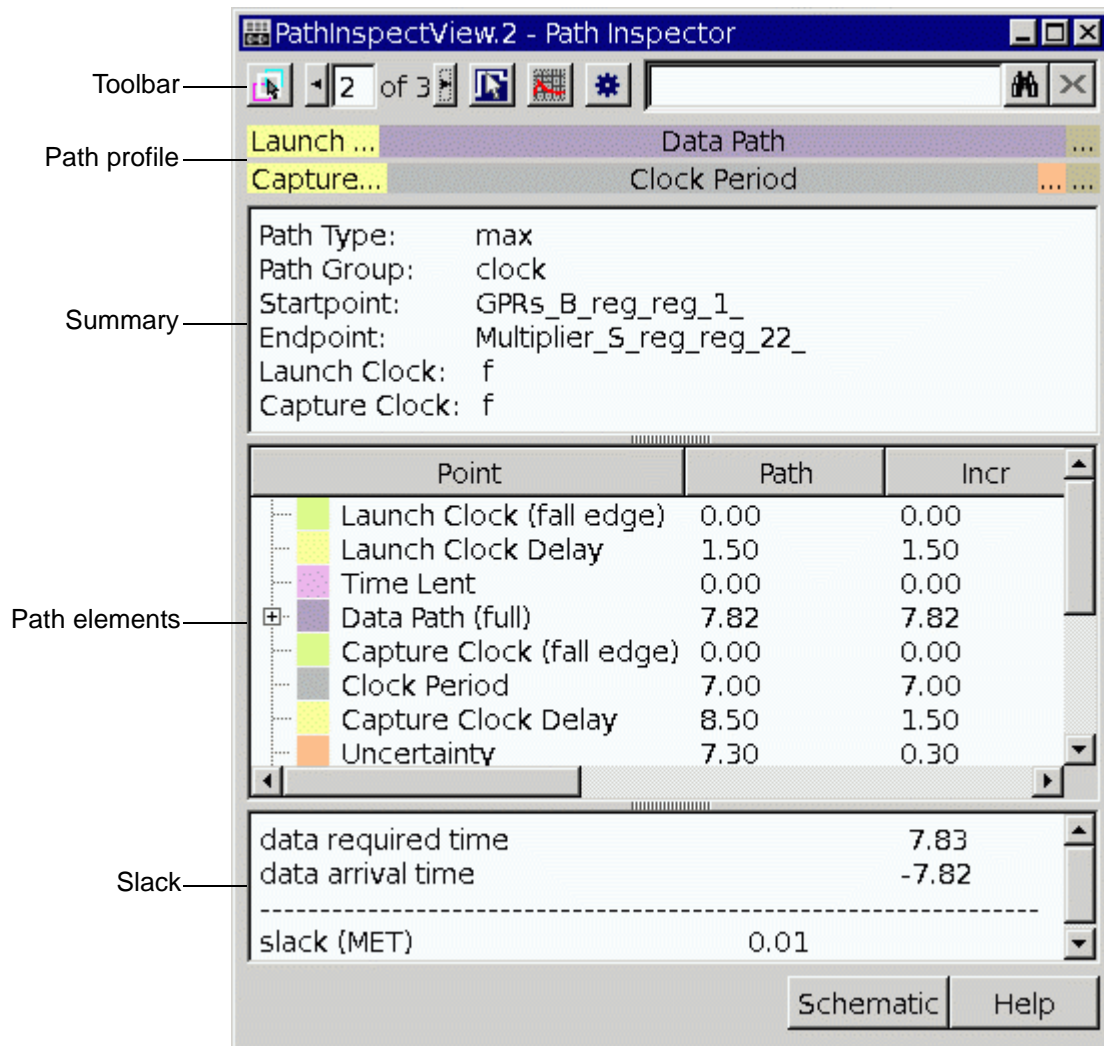 PathInspectView.2 - Path Inspector
Toolbar
2 of 3
Path profile
Launch ... Data Path ...
Capture... Clock Period ... ...
Summary
Path Type: max
Path Group: clock
Startpoint: GPRs_B_reg_reg_1_
Endpoint: Multiplier_S_reg_reg_22_
Launch Clock: f
Capture Clock: f
Path elements
Point Path Incr
Launch Clock (fall edge) 0.00 0.00
Launch Clock Delay 1.50 1.50
Time Lent 0.00 0.00
Data Path (full) 7.82 7.82
Capture Clock (fall edge) 0.00 0.00
Clock Period 7.00 7.00
Capture Clock Delay 8.50 1.50
Uncertainty 7.30 0.30
Slack
data required time 7.83
data arrival time -7.82
--------------------------------------------------------------
slack (MET) 0.01
Schematic Help